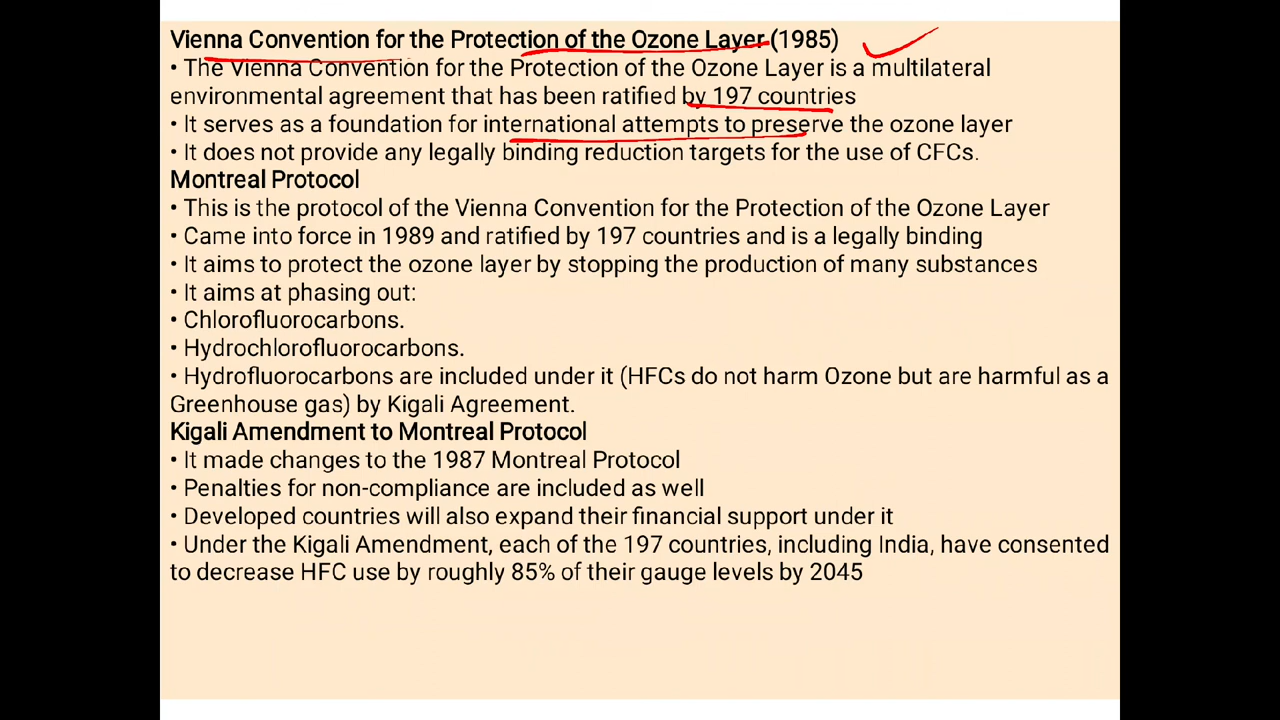 Vienna Convention for the Protection of the Ozone Layer (1985)
• The Vienna Convention for the Protection of the Ozone Layer is a multilateral
environmental agreement that has been ratified by 197 countries
• It serves as a foundation for international attempts to preserve the ozone layer
• It does not provide any legally binding reduction targets for the use of CFCs.
Montreal Protocol
• This is the protocol of the Vienna Convention for the Protection of the Ozone Layer
• Came into force in 1989 and ratified by 197 countries and is a legally binding
• It aims to protect the ozone layer by stopping the production of many substances
• It aims at phasing out:
• Chlorofluorocarbons.
• Hydrochlorofluorocarbons.
• Hydrofluorocarbons are included under it (HFCs do not harm Ozone but are harmful as a
Greenhouse gas) by Kigali Agreement.
Kigali Amendment to Montreal Protocol
• It made changes to the 1987 Montreal Protocol
• Penalties for non-compliance are included as well
• Developed countries will also expand their financial support under it
• Under the Kigali Amendment, each of the 197 countries, including India, have consented
to decrease HFC use by roughly 85% of their gauge levels by 2045